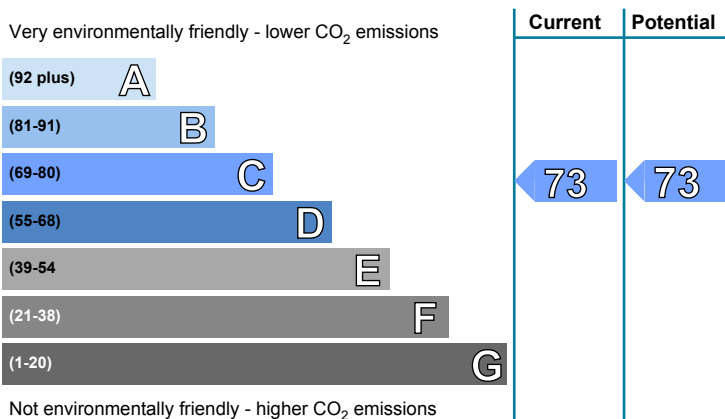 Very environmentally friendly - lower CO2 emissions
Current Potential
(92 plus) A
(81-91) B
(69-80) C
73 73
(55-68) D
(39-54 E
(21-38) F
(1-20) G
Not environmentally friendly - higher CO2 emissions